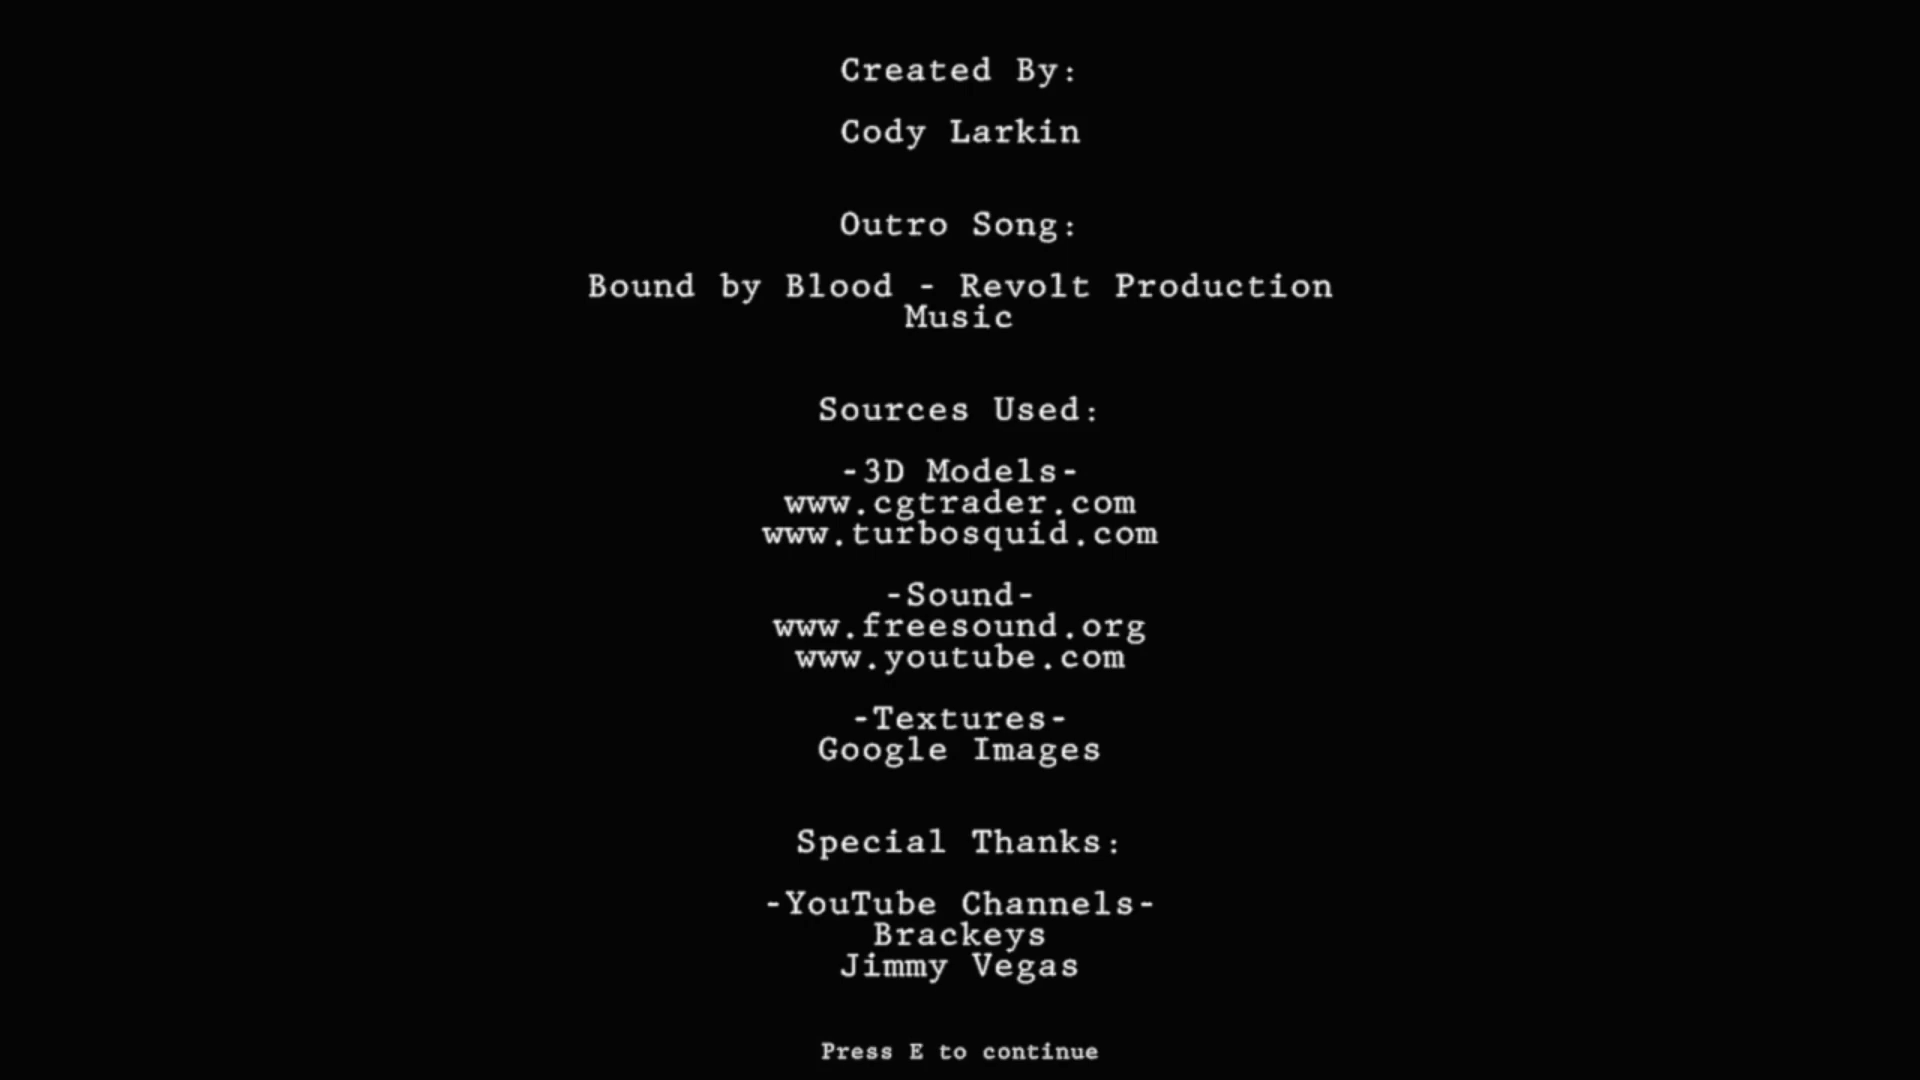 Created By:
Cody Larkin
Outro Song:
Bound by Blood - Revolt Production
Music
Sources Used:
-3D Models-
www.cgtrader.com
www.turbosquid.com
-Sound-
www.freesound.org
www.youtube.com
-Textures-
Google Images
Special Thanks:
-YouTube Channels-
Brackeys
Jimmy Vegas
Press E to continue